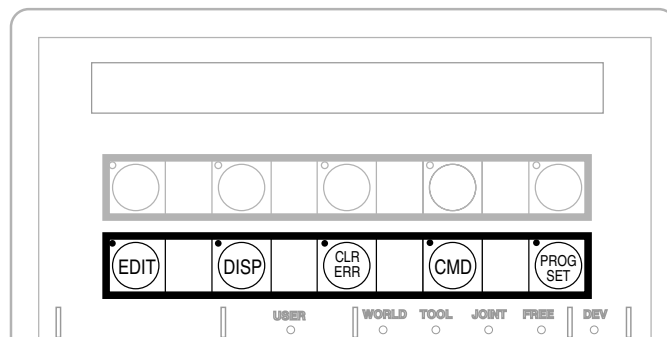 EDIT DISP CLR ERR CMD PROG SET
USER WORLD TOOL JOINT FREE DEV